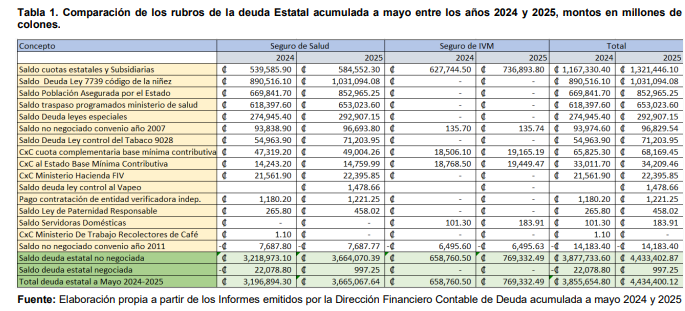 Tabla 1. Comparación de los rubros de la deuda Estatal acumulada a mayo entre los años 2024 y 2025, montos en millones de
colones.
Concepto Seguro de Salud Seguro de IVM Total
2024 2025 2024 2025 2024 2025
Saldo cuotas estatales y Subsidiarias ₡ 539,585.90 ₡ 584,552.30 627,744.50 ₡ 736,893.80 ₡ 1,167,330.40 ₡ 1,321,446.10
Saldo Deuda Ley 7739 código de la niñez ₡ 890,516.10 ₡ 1,031,094.08 - ₡ - ₡ 890,516.10 ₡ 1,031,094.08
Saldo Población Asegurada por el Estado ₡ 669,841.70 ₡ 852,965.25 - ₡ - ₡ 669,841.70 ₡ 852,965.25
Saldo traspaso programados ministerio de salud ₡ 618,397.60 ₡ 653,023.60 - ₡ - ₡ 618,397.60 ₡ 653,023.60
Saldo Deuda leyes especiales ₡ 274,945.40 ₡ 292,907.15 - ₡ - ₡ 274,945.40 ₡ 292,907.15
Saldo no negociado convenio año 2007 ₡ 93,838.90 ₡ 96,693.80 135.70 ₡ 135.74 ₡ 93,974.60 ₡ 96,829.54
Saldo Deuda Ley control del Tabaco 9028 ₡ 54,963.90 ₡ 71,203.95 - ₡ - ₡ 54,963.90 ₡ 71,203.95
CxC cuota complementaria base mínima contributiva ₡ 47,319.20 ₡ 49,004.26 ₡ 18,506.10 ₡ 19,165.19 ₡ 65,825.30 ₡ 68,169.45
CxC al Estado Base Mínima Contributiva ₡ 14,243.20 ₡ 14,759.99 ₡ 18,768.50 ₡ 19,449.47 ₡ 33,011.70 ₡ 34,209.46
CxC Ministerio Hacienda FIV ₡ 21,561.90 ₡ 22,395.85 - ₡ - ₡ 21,561.90 ₡ 22,395.85
Saldo deuda ley control al Vapeo ₡ 1,478.66 ₡ - ₡ 1,478.66
Pago contratación de entidad verificadora indep. ₡ 1,180.20 ₡ 1,221.25 - ₡ - ₡ 1,180.20 ₡ 1,221.25
Saldo Ley de Paternidad Responsable ₡ 265.80 ₡ 458.02 - ₡ - ₡ 265.80 ₡ 458.02
Saldo Servidoras Domésticas ₡ - ₡ - ₡ 101.30 ₡ 183.91 ₡ 101.30 ₡ 183.91
CxC Ministerio De Trabajo Recolectores de Café ₡ 1.10 ₡ - - ₡ - ₡ 1.10 ₡ -
Saldo no negociado convenio año 2011 -₡ 7,687.80 -₡ 7,687.77 -₡ 6,495.60 -₡ 6,495.63 -₡ 14,183.40 -₡ 14,183.40
Saldo deuda estatal no negociada ₡ 3,218,973.10 ₡ 3,664,070.39 ₡ 658,760.50 ₡ 769,332.49 ₡ 3,877,733.60 ₡ 4,433,402.87
Saldo deuda estatal negociada -₡ 22,078.80 ₡ 997.25 - ₡ - -₡ 22,078.80 ₡ 997.25
Total deuda estatal a Mayo 2024-2025 ₡ 3,196,894.30 ₡ 3,665,067.64 ₡ 658,760.50 ₡ 769,332.49 ₡ 3,855,654.80 ₡ 4,434,400.12
Fuente: Elaboración propia a partir de los Informes emitidos por la Dirección Financiero Contable de Deuda acumulada a mayo 2024 y 2025